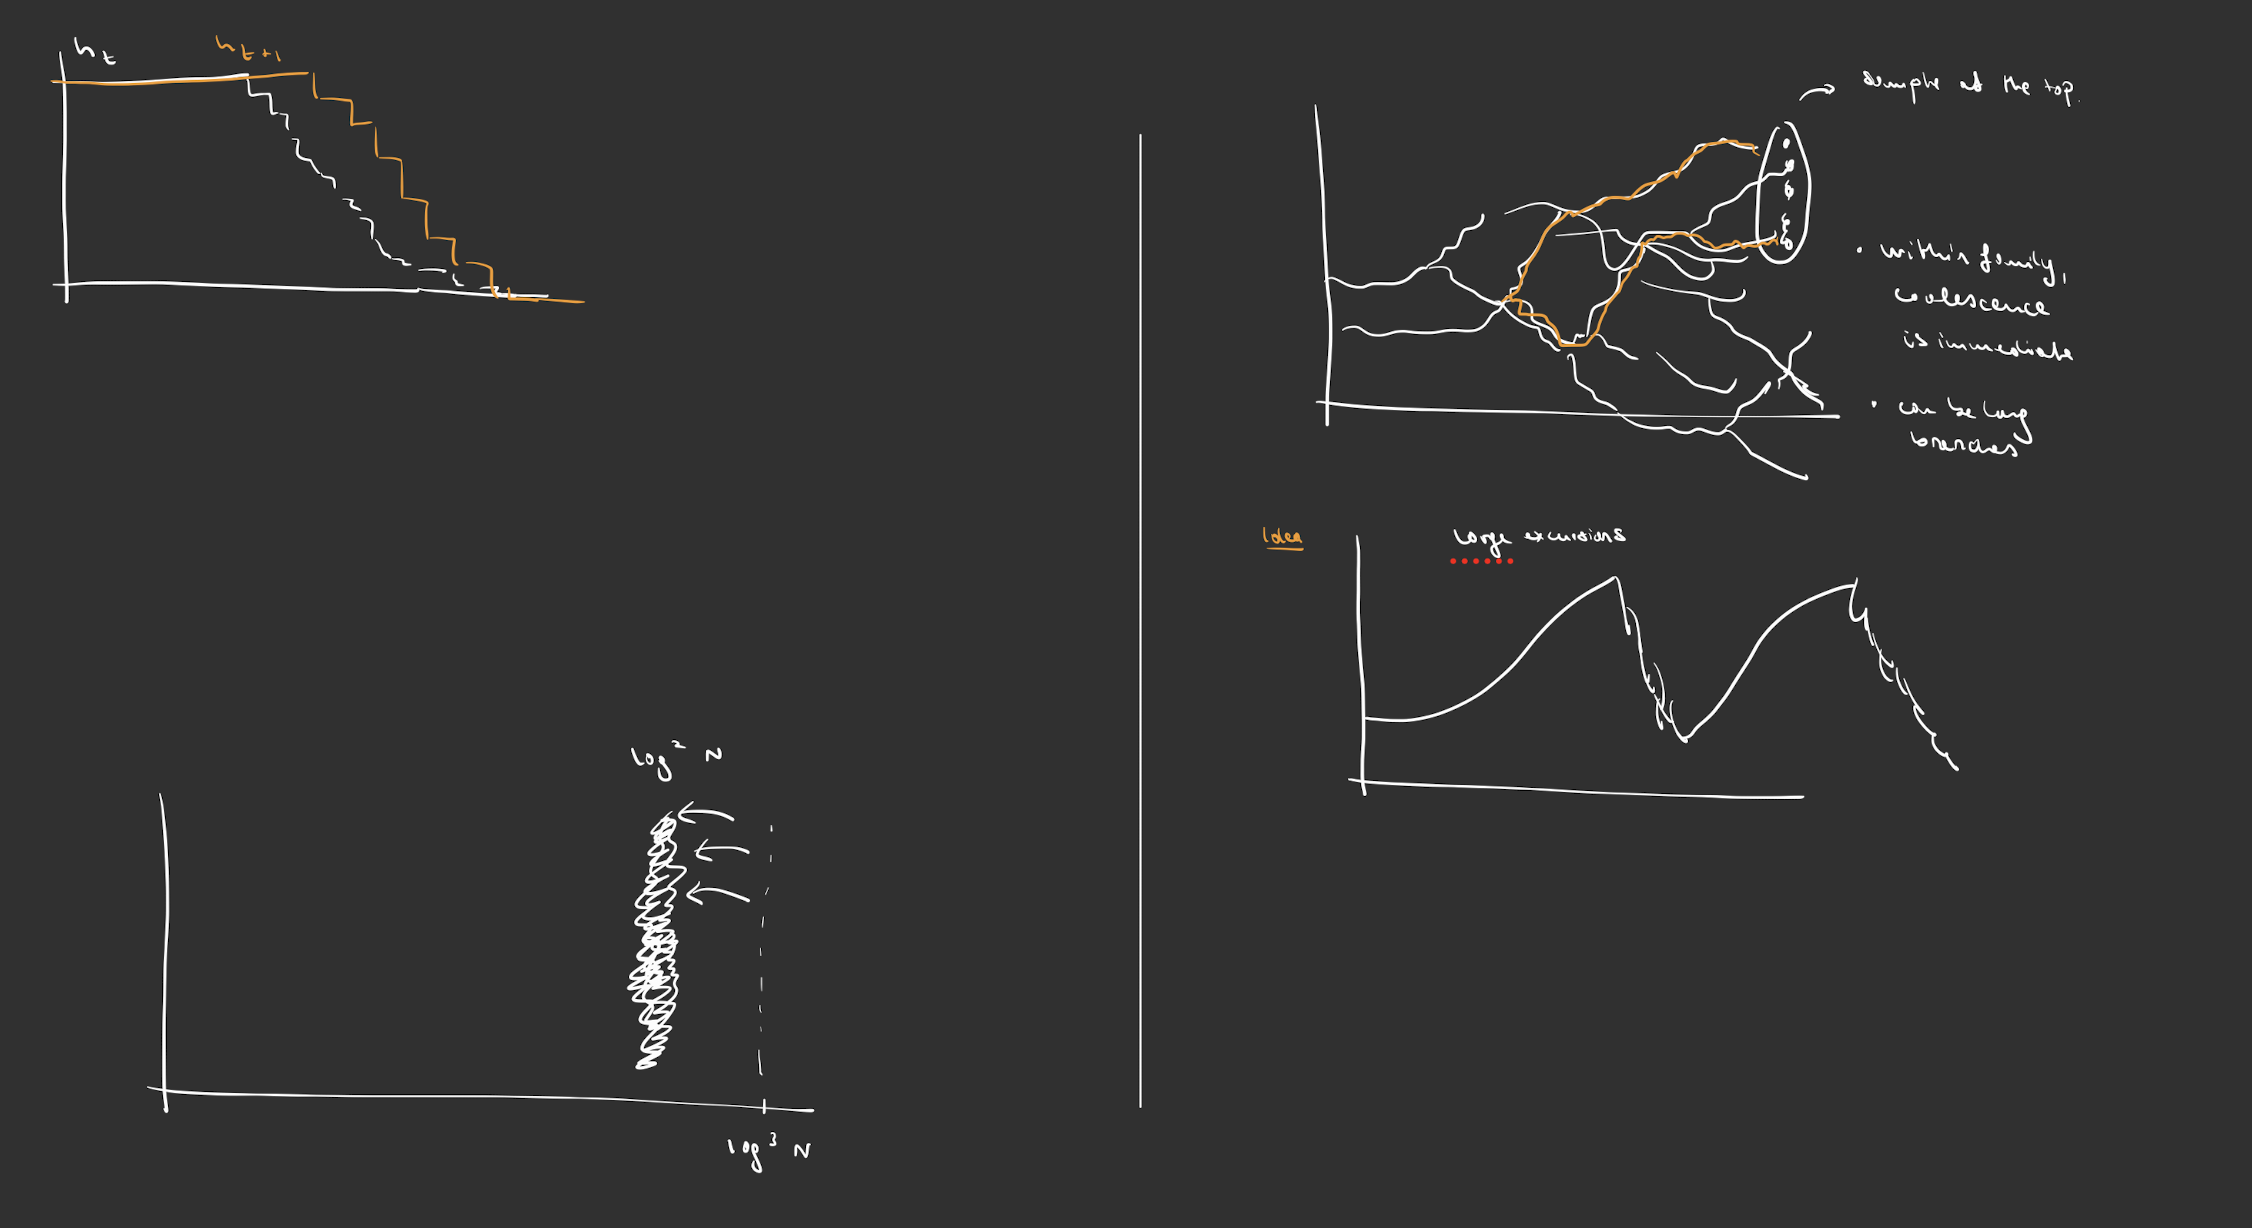 h_t
h_{t+1}
log² N
log³ N
sample at the top.
• within family,
coalescence
is immediate
• can be long
branches
Idea
Large excursions